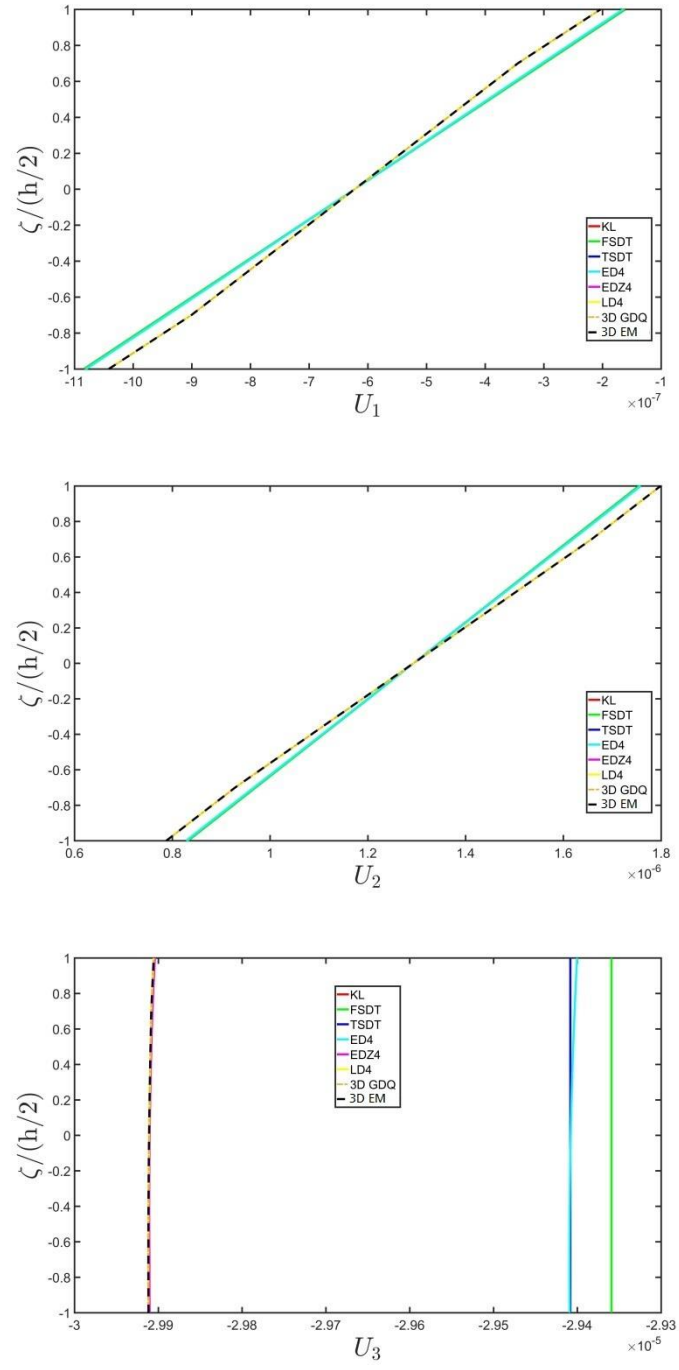 1
0.8
0.6
0.4
0.2
0
-0.2
-0.4
-0.6
-0.8
-1
ζ/(h/2)
KL
FSDT
TSDT
ED4
EDZ4
LD4
3D GDQ
3D EM
-11 -10 -9 -8 -7 -6 -5 -4 -3 -2 -1
U₁ ×10⁻⁷
1
0.8
0.6
0.4
0.2
0
-0.2
-0.4
-0.6
-0.8
-1
ζ/(h/2)
KL
FSDT
TSDT
ED4
EDZ4
LD4
3D GDQ
3D EM
0.6 0.8 1 1.2 1.4 1.6 1.8
U₂ ×10⁻⁶
1
0.8
0.6
0.4
0.2
0
-0.2
-0.4
-0.6
-0.8
-1
ζ/(h/2)
KL
FSDT
TSDT
ED4
EDZ4
LD4
3D GDQ
3D EM
-3 -2.99 -2.98 -2.97 -2.96 -2.95 -2.94 -2.93
U₃ ×10⁻⁵